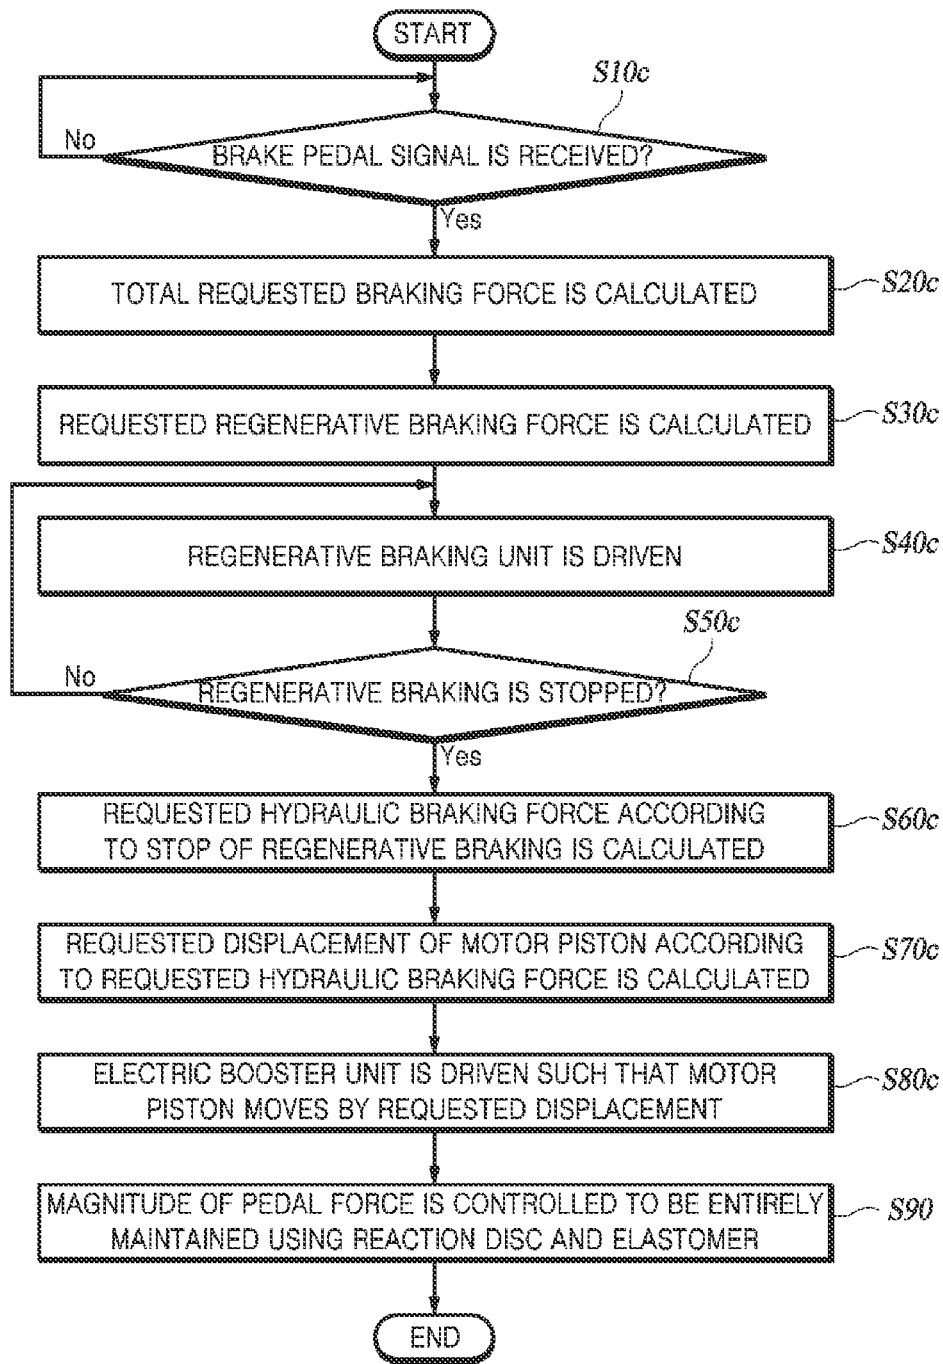 START
S10c
No
BRAKE PEDAL SIGNAL IS RECEIVED?
Yes
TOTAL REQUESTED BRAKING FORCE IS CALCULATED
S20c
REQUESTED REGENERATIVE BRAKING FORCE IS CALCULATED
S30c
REGENERATIVE BRAKING UNIT IS DRIVEN
S40c
S50c
No
REGENERATIVE BRAKING IS STOPPED?
Yes
REQUESTED HYDRAULIC BRAKING FORCE ACCORDING
TO STOP OF REGENERATIVE BRAKING IS CALCULATED
S60c
REQUESTED DISPLACEMENT OF MOTOR PISTON ACCORDING
TO REQUESTED HYDRAULIC BRAKING FORCE IS CALCULATED
S70c
ELECTRIC BOOSTER UNIT IS DRIVEN SUCH THAT MOTOR
PISTON MOVES BY REQUESTED DISPLACEMENT
S80c
MAGNITUDE OF PEDAL FORCE IS CONTROLLED TO BE ENTIRELY
MAINTAINED USING REACTION DISC AND ELASTOMER
S90
END